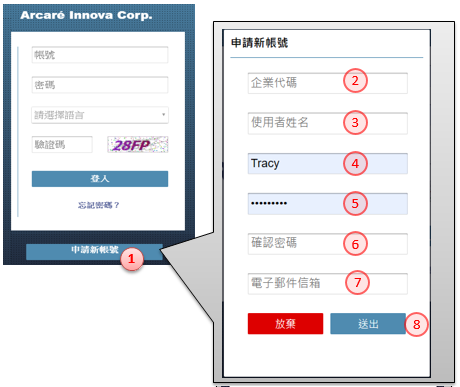 Arcaré Innova Corp.
帳號
密碼
請選擇語言
驗證碼
28FP
登入
忘記密碼？
申請新帳號
1
申請新帳號
企業代碼
2
使用者姓名
3
Tracy
4
•••••••••
5
確認密碼
6
電子郵件信箱
7
放棄
送出
8